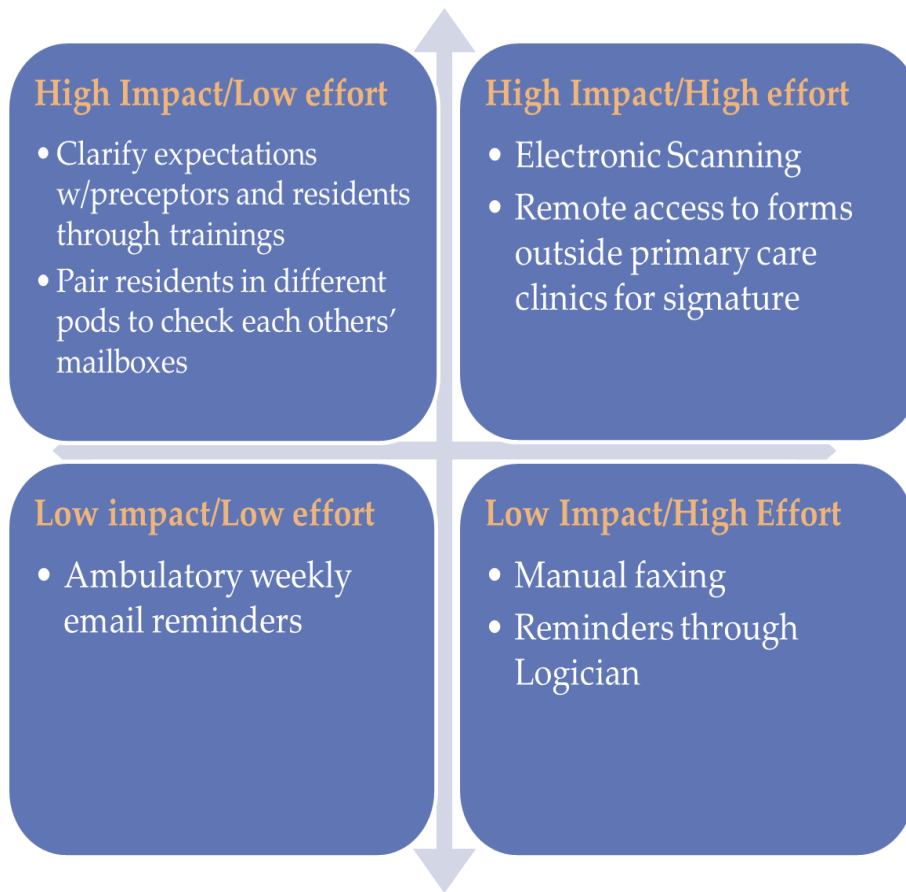 High Impact/Low effort
• Clarify expectations
w/preceptors and residents
through trainings
• Pair residents in different
pods to check each others’
mailboxes
High Impact/High effort
• Electronic Scanning
• Remote access to forms
outside primary care
clinics for signature
Low impact/Low effort
• Ambulatory weekly
email reminders
Low Impact/High Effort
• Manual faxing
• Reminders through
Logician